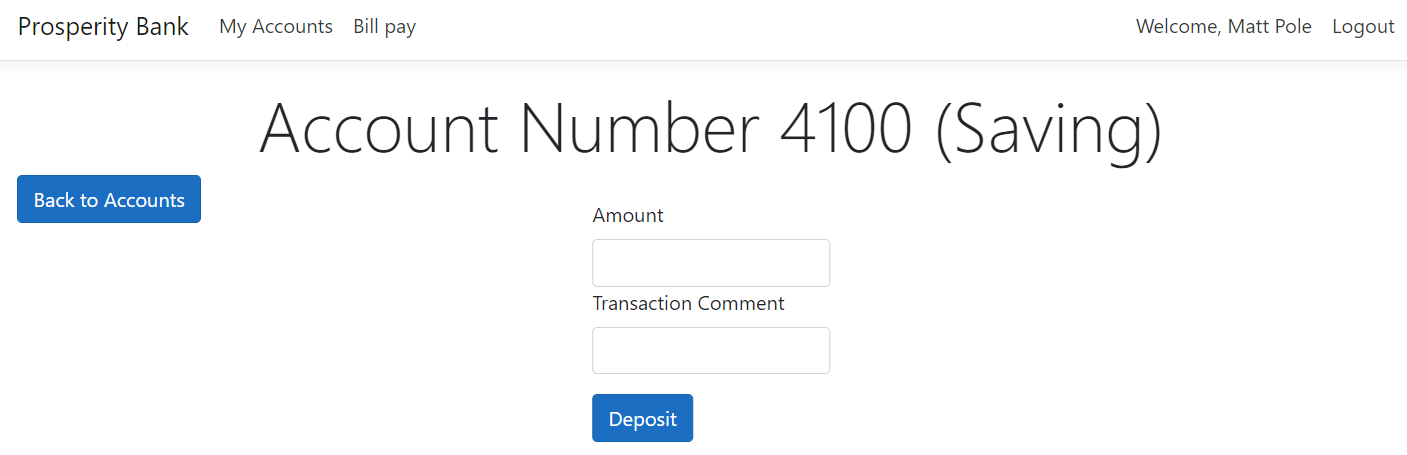 Prosperity Bank My Accounts Bill pay Welcome, Matt Pole Logout
Account Number 4100 (Saving)
Back to Accounts
Amount
Transaction Comment
Deposit